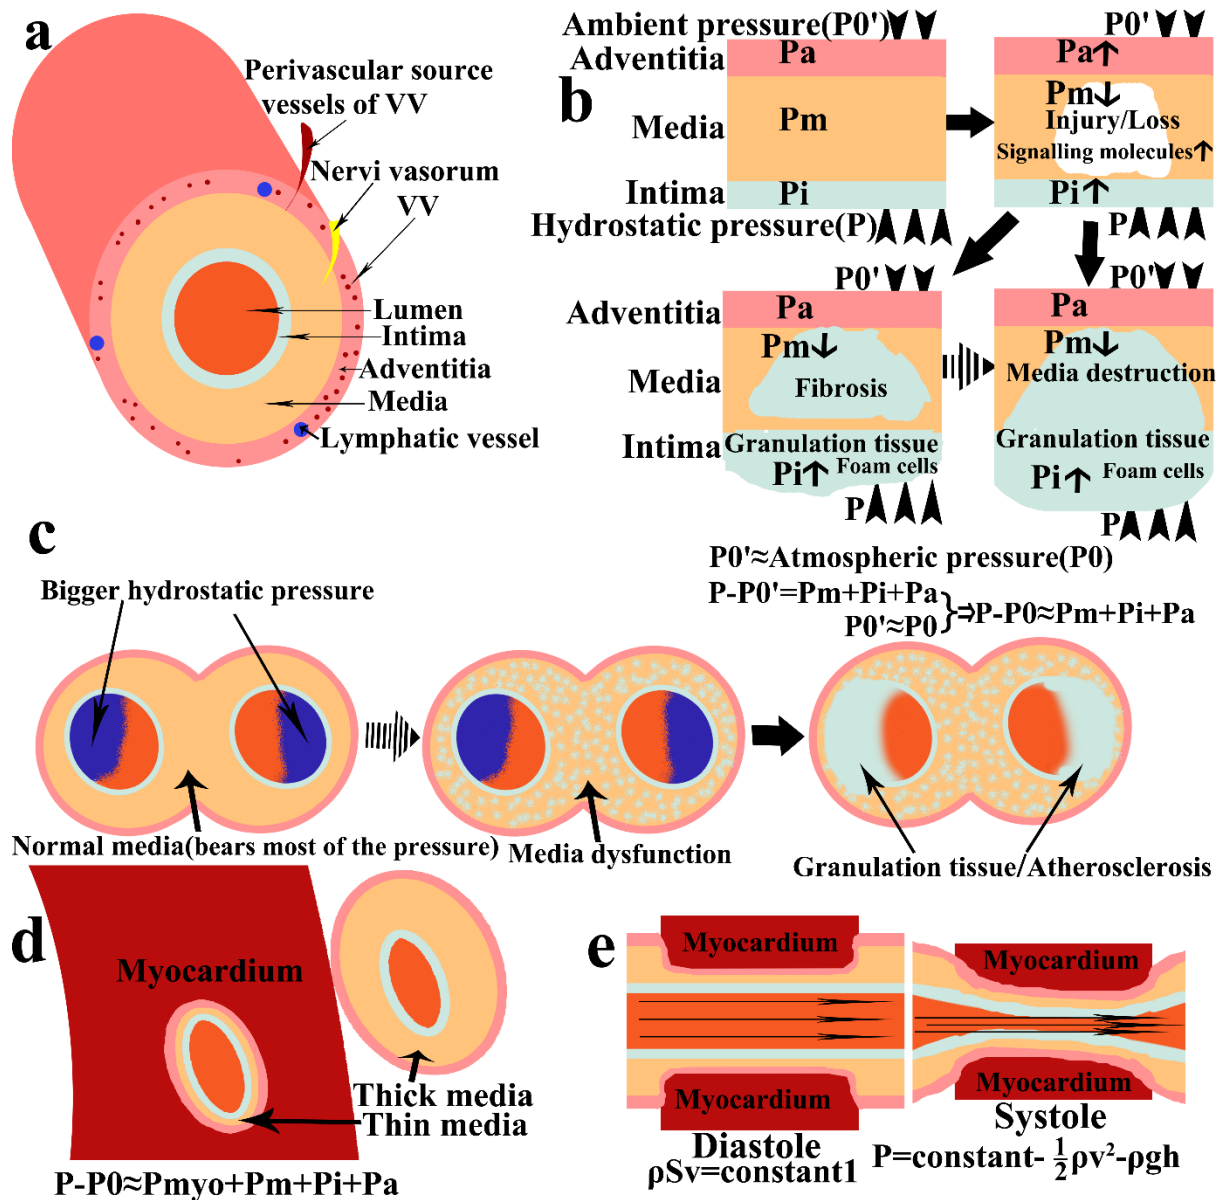 a
Perivascular source
vessels of VV
Nervi vasorum
VV
Lumen
Intima
Adventitia
Media
Lymphatic vessel
b
Ambient pressure(P0')
Adventitia
Pa
Media
Pm
Intima
Pi
Hydrostatic pressure(P)
P0'
Pa↑
Pm↓
Injury/Loss
Signalling molecules↑
Pi↑
P
P0'
Adventitia
Pa
Pm↓
Media
Fibrosis
Intima
Granulation tissue
Pi↑ Foam cells
P
P0'
Pa
Pm↓
Media destruction
Granulation tissue
Pi↑ Foam cells
P
P0'≈Atmospheric pressure(P0)
P-P0'=Pm+Pi+Pa
P0'≈P0
}⇒P-P0≈Pm+Pi+Pa
c
Bigger hydrostatic pressure
Normal media(bears most of the pressure)
Media dysfunction
Granulation tissue/Atherosclerosis
d
Myocardium
Thick media
Thin media
P-P0≈Pmyo+Pm+Pi+Pa
e
Myocardium
Myocardium
Diastole
ρSv=constant1
Myocardium
Myocardium
Systole
P=constant- 1/2ρv²-ρgh